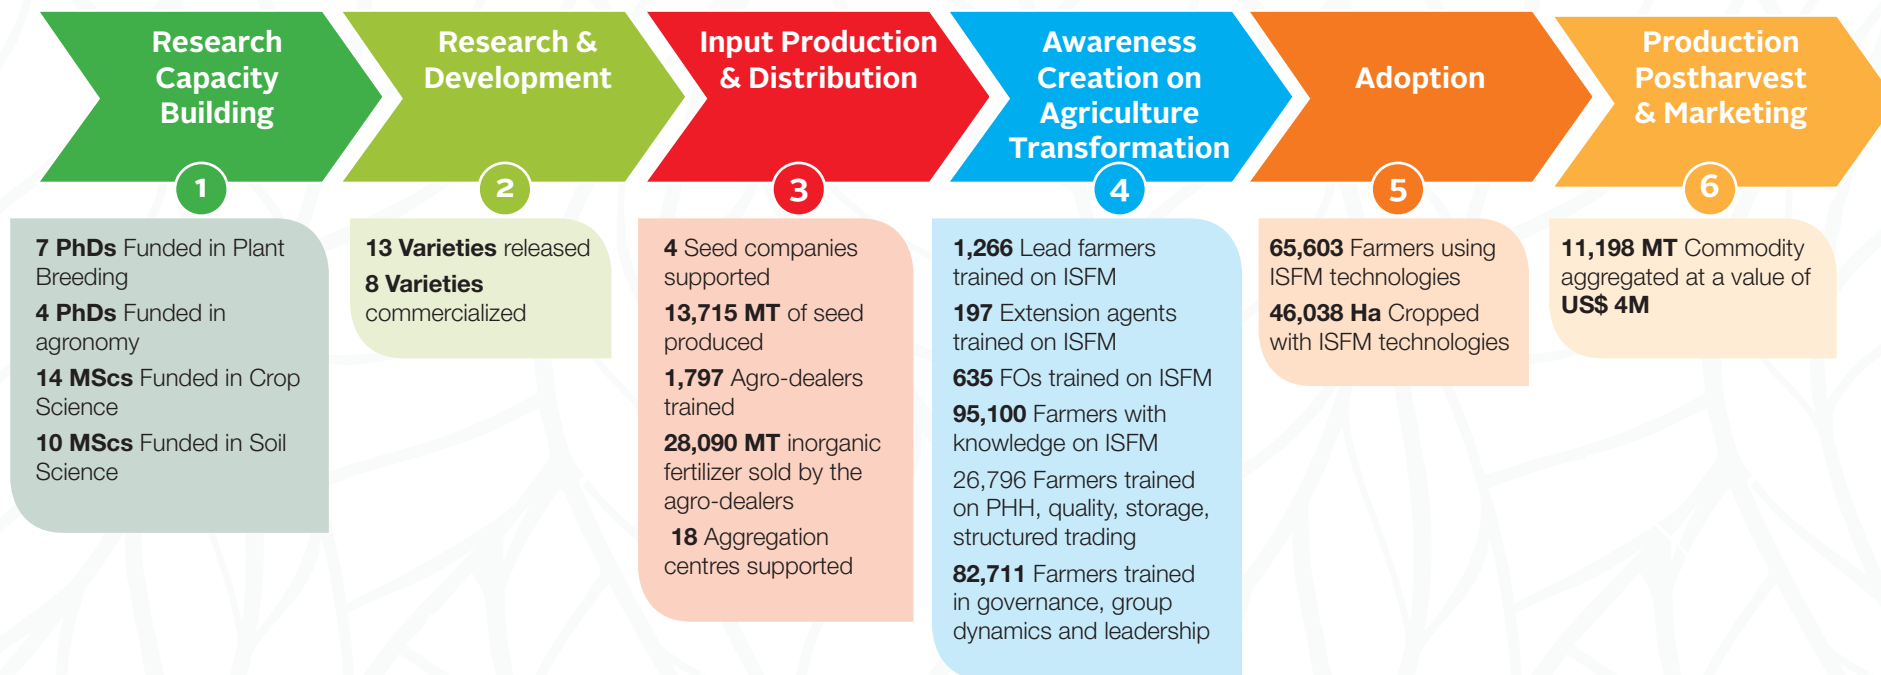 Research
Capacity
Building
1
7 PhDs Funded in Plant
Breeding
4 PhDs Funded in
agronomy
14 MScs Funded in Crop
Science
10 MScs Funded in Soil
Science
Research &
Development
2
13 Varieties released
8 Varieties
commercialized
Input Production
& Distribution
3
4 Seed companies
supported
13,715 MT of seed
produced
1,797 Agro-dealers
trained
28,090 MT inorganic
fertilizer sold by the
agro-dealers
18 Aggregation
centres supported
Awareness
Creation on
Agriculture
Transformation
4
1,266 Lead farmers
trained on ISFM
197 Extension agents
trained on ISFM
635 FOs trained on ISFM
95,100 Farmers with
knowledge on ISFM
26,796 Farmers trained
on PHH, quality, storage,
structured trading
82,711 Farmers trained
in governance, group
dynamics and leadership
Adoption
5
65,603 Farmers using
ISFM technologies
46,038 Ha Cropped
with ISFM technologies
Production
Postharvest
& Marketing
6
11,198 MT Commodity
aggregated at a value of
US$ 4M